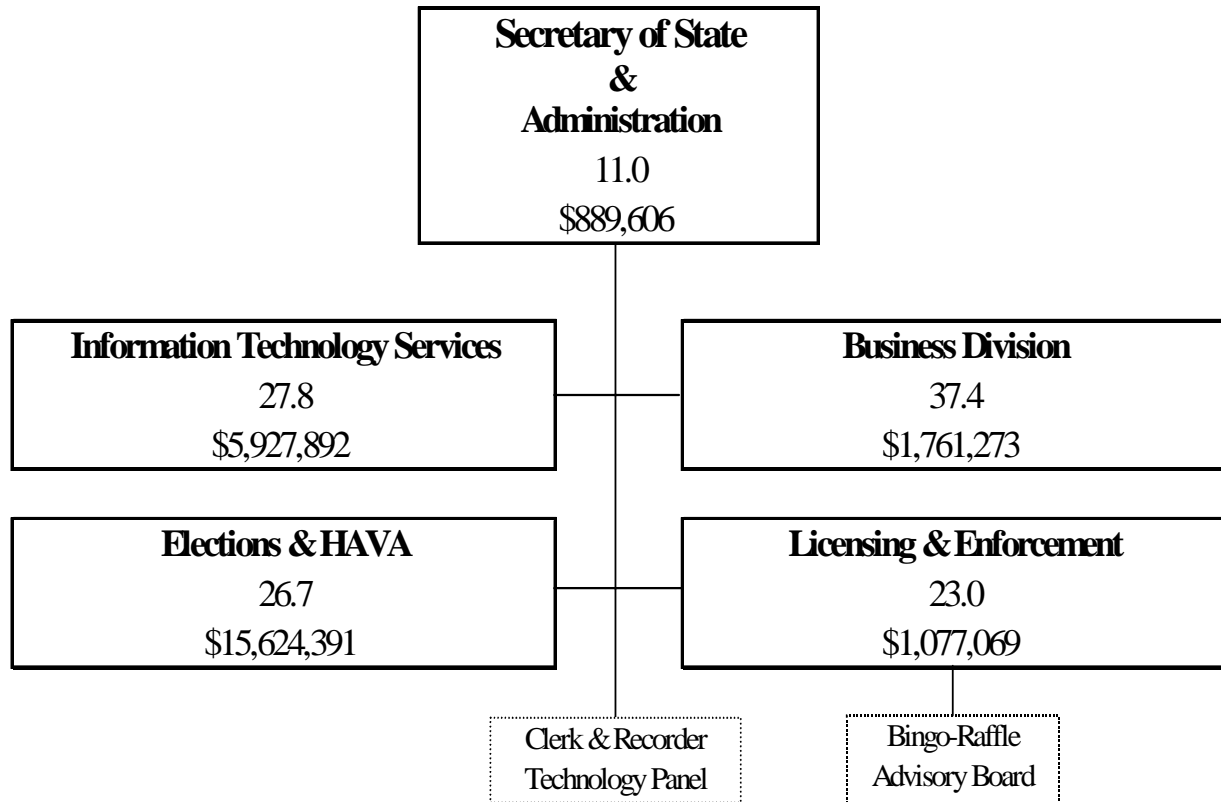 Secretary of State
&
Administration
11.0
$889,606
Information Technology Services
27.8
$5,927,892
Business Division
37.4
$1,761,273
Elections & HAVA
26.7
$15,624,391
Licensing & Enforcement
23.0
$1,077,069
Clerk & Recorder
Technology Panel
Bingo-Raffle
Advisory Board